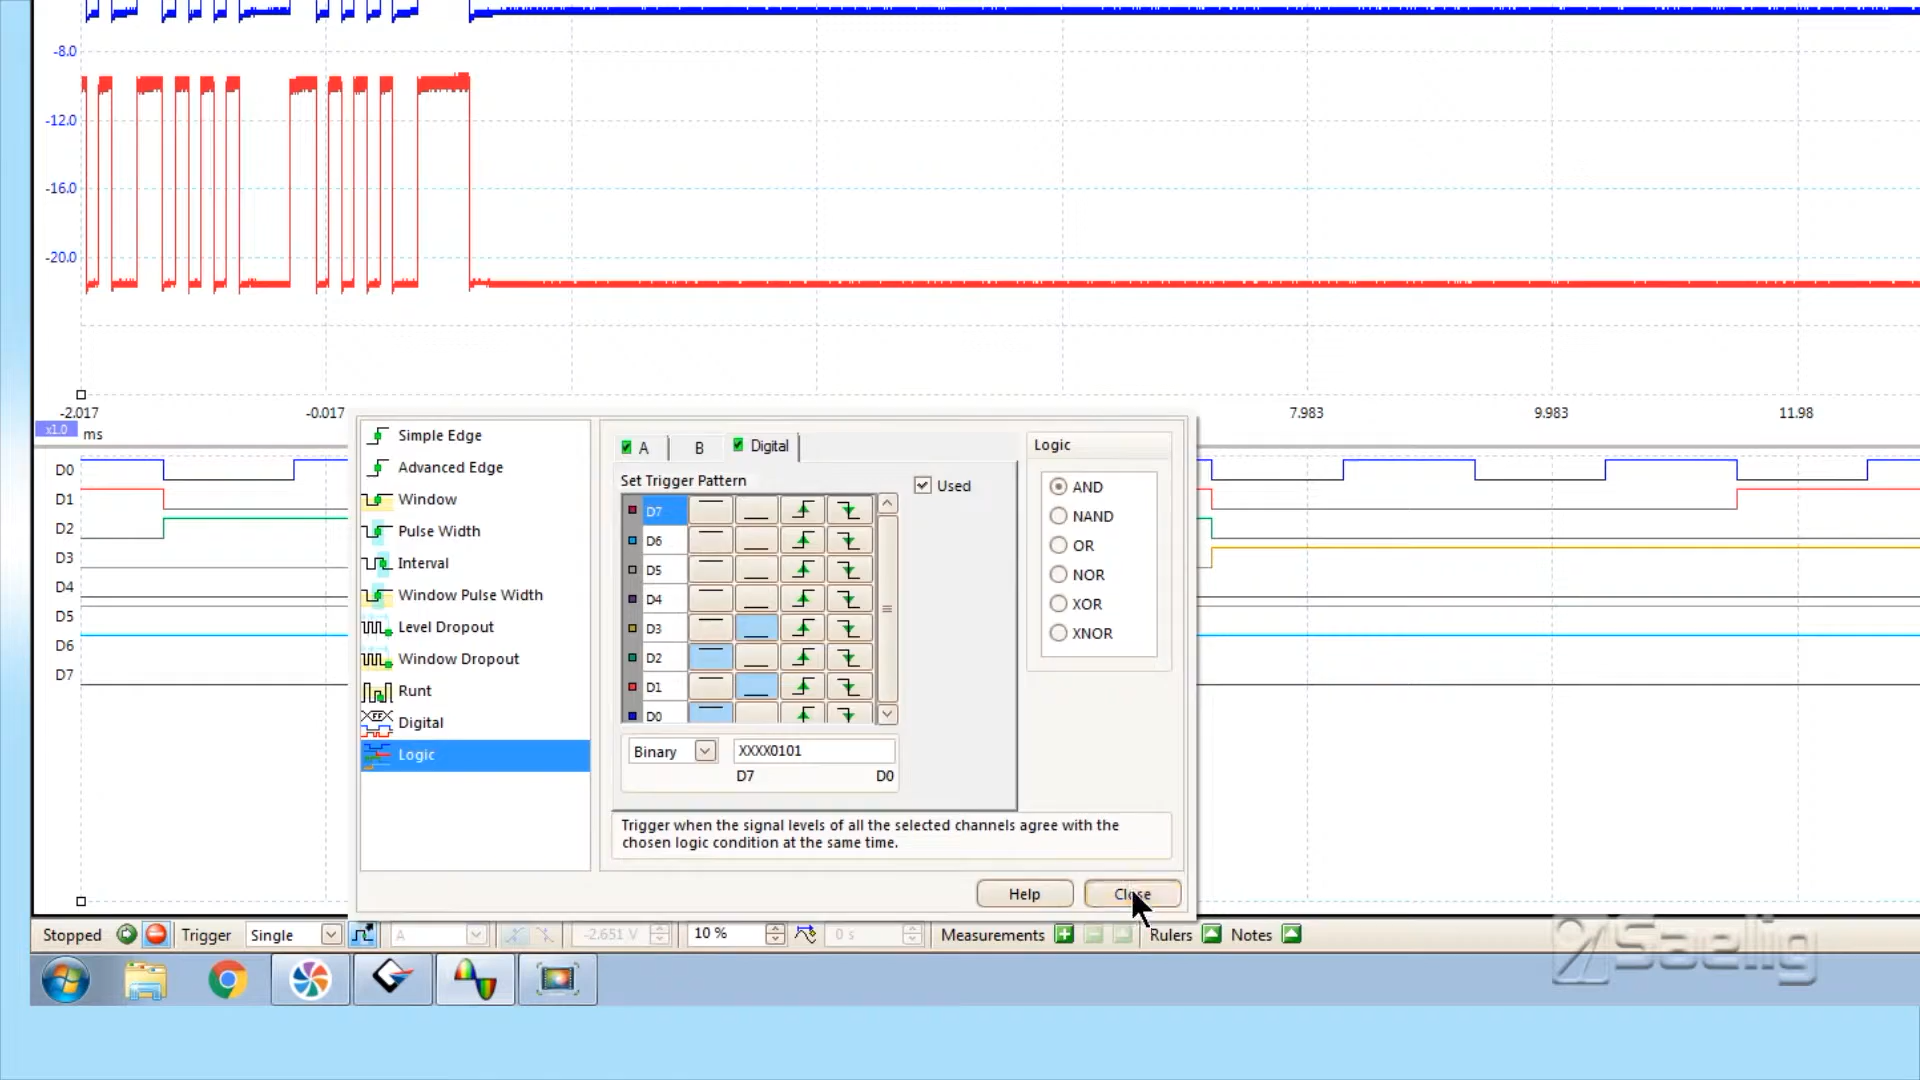 -8.0
-12.0
-16.0
-20.0
-2.017
-0.017
7.983
9.983
11.98
x1.0
ms
D0
D1
D2
D3
D4
D5
D6
D7
Simple Edge
Advanced Edge
Window
Pulse Width
Interval
Window Pulse Width
Level Dropout
Window Dropout
Runt
Digital
Logic
A
B
Digital
Set Trigger Pattern
Used
D7
D6
D5
D4
D3
D2
D1
D0
Binary
XXXX0101
D7
D0
Logic
AND
NAND
OR
NOR
XOR
XNOR
Trigger when the signal levels of all the selected channels agree with the
chosen logic condition at the same time.
Help
Close
Stopped
Trigger
Single
A
-2.651 V
10 %
0 s
Measurements
Rulers
Notes
Saelig